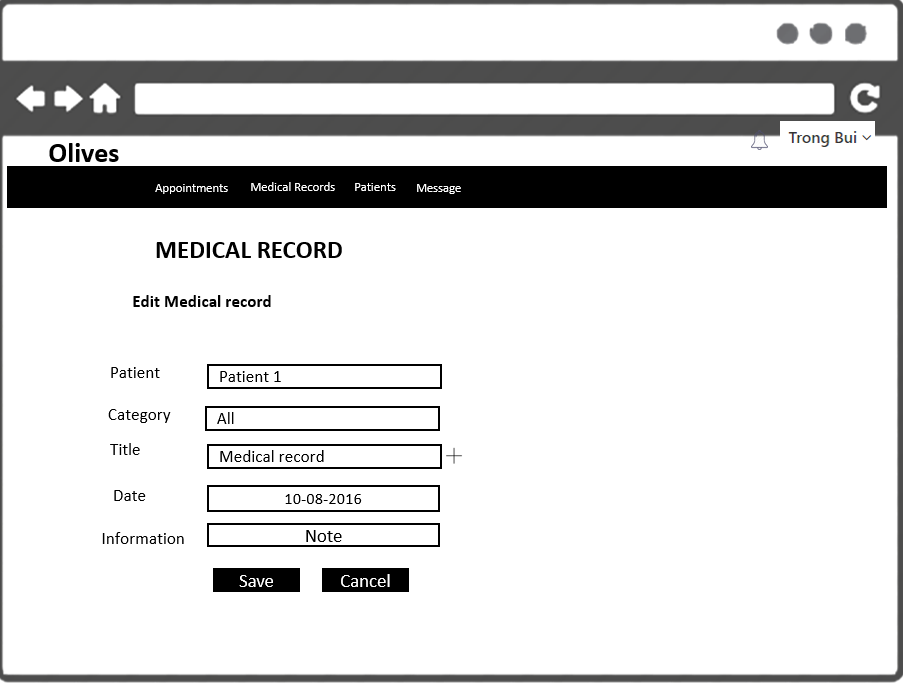 Trong Bui
Olives
Appointments Medical Records Patients Message
MEDICAL RECORD
Edit Medical record
Patient Patient 1
Category All
Title Medical record
Date 10-08-2016
Information Note
Save Cancel